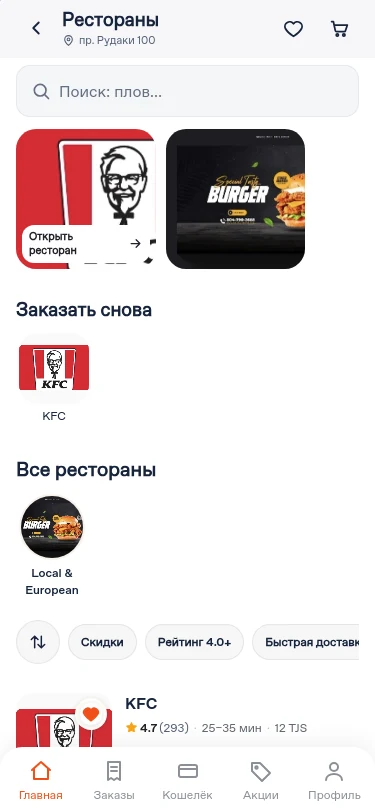 Рестораны
пр. Рудаки 100
Поиск: плов...
Открыть
ресторан
Special Taste
BURGER
Заказать снова
KFC
KFC
Все рестораны
BURGER
Local &
European
Скидки
Рейтинг 4.0+
Быстрая доставк
KFC
4.7 (293) · 25–35 мин · 12 TJS
Главная
Заказы
Кошелёк
Акции
Профиль